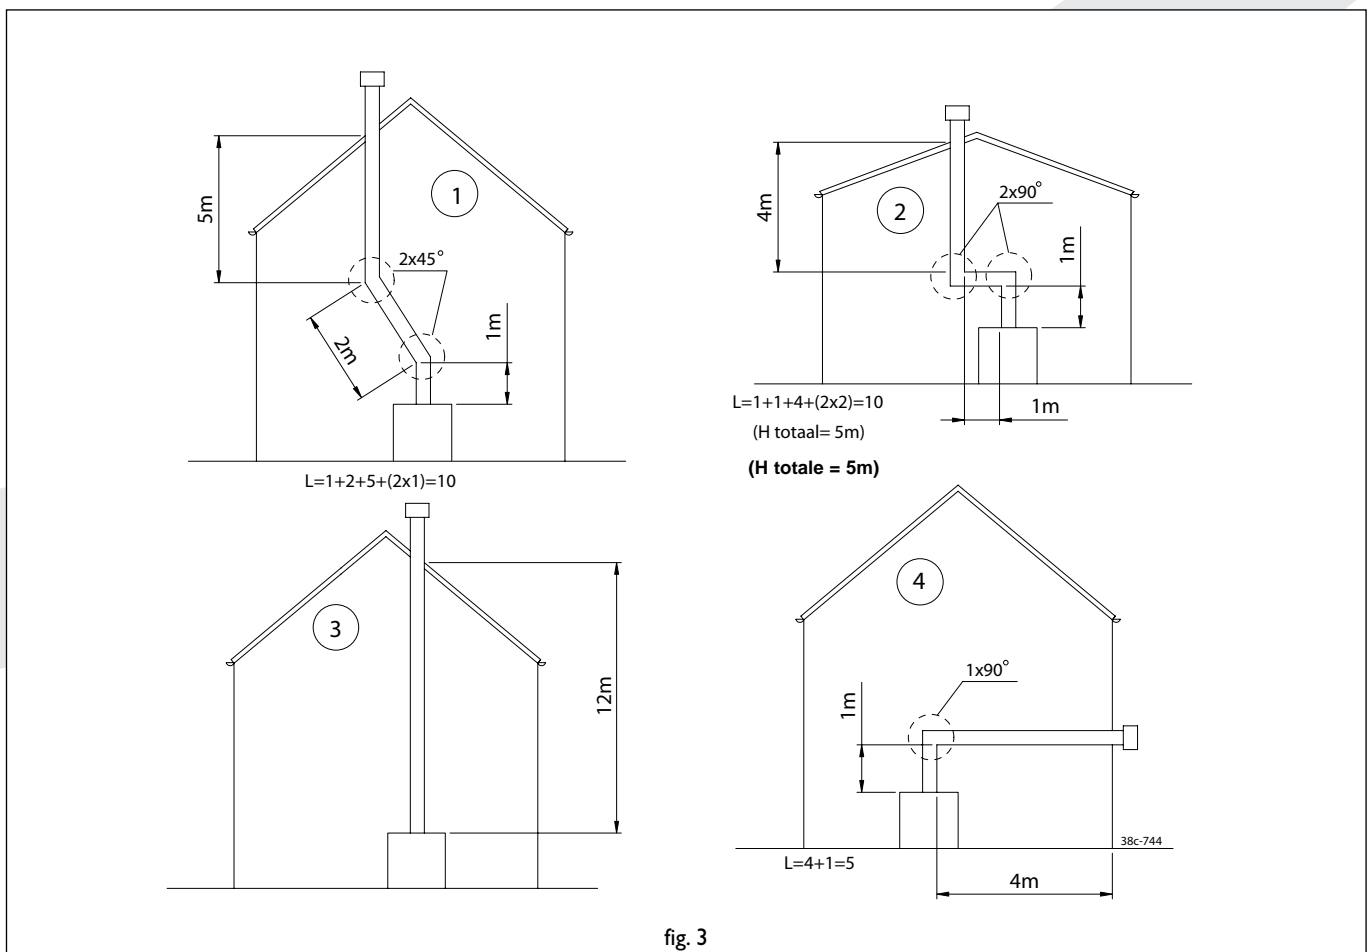 5m
1
2x45°
2m
1m
L=1+2+5+(2x1)=10
4m
2
2x90°
1m
L=1+1+4+(2x2)=10
1m
(H totaal= 5m)
(H totale = 5m)
3
12m
4
1x90°
1m
38c-744
L=4+1=5
4m
fig. 3